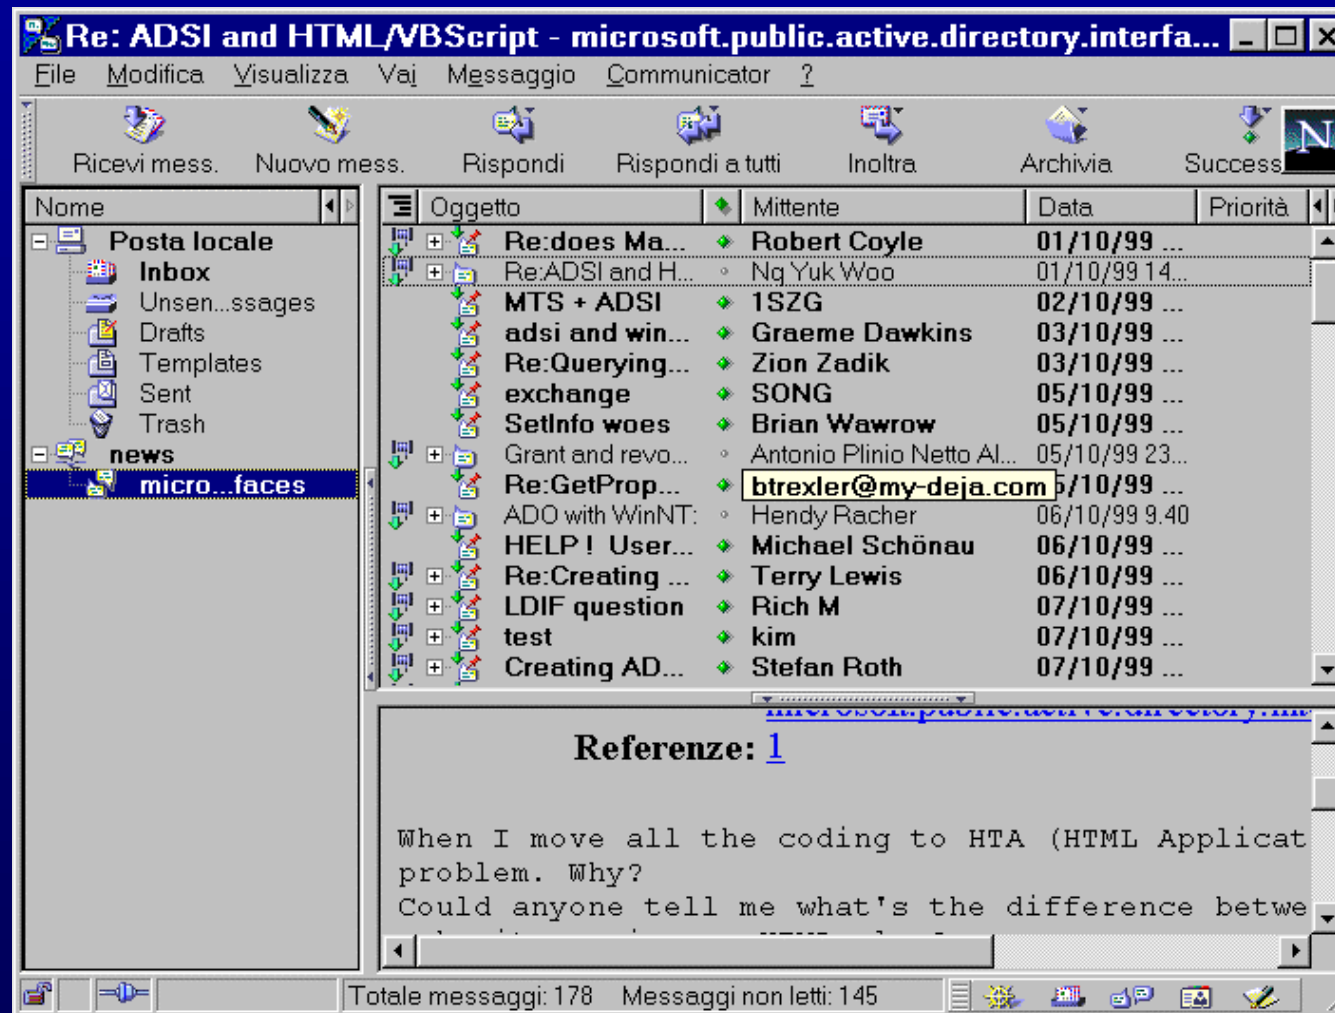 Re: ADSI and HTML/VBScript - microsoft.public.active.directory.interfa...
File Modifica Visualizza Vai Messaggio Communicator ?
Ricevi mess. Nuovo mess. Rispondi Rispondi a tutti Inoltra Archivia Success N
Nome
Posta locale
Inbox
Unsen...ssages
Drafts
Templates
Sent
Trash
news
micro...faces
Oggetto Mittente Data Priorità
Re:does Ma... Robert Coyle 01/10/99 ...
Re:ADSI and H... Ng Yuk Woo 01/10/99 14...
MTS + ADSI 1SZG 02/10/99 ...
adsi and win... Graeme Dawkins 03/10/99 ...
Re:Querying... Zion Zadik 03/10/99 ...
exchange SONG 05/10/99 ...
SetInfo woes Brian Wawrow 05/10/99 ...
Grant and revo... Antonio Plinio Netto Al... 05/10/99 23...
Re:GetProp... btrexler@my-deja.com 5/10/99 ...
ADO with WinNT: Hendy Racher 06/10/99 9.40
HELP ! User... Michael Schönau 06/10/99 ...
Re:Creating ... Terry Lewis 06/10/99 ...
LDIF question Rich M 07/10/99 ...
test kim 07/10/99 ...
Creating AD... Stefan Roth 07/10/99 ...
microsoft.public.active.directory.int
Referenze: 1
When I move all the coding to HTA (HTML Applicat
problem. Why?
Could anyone tell me what's the difference betwe
Totale messaggi: 178 Messaggi non letti: 145